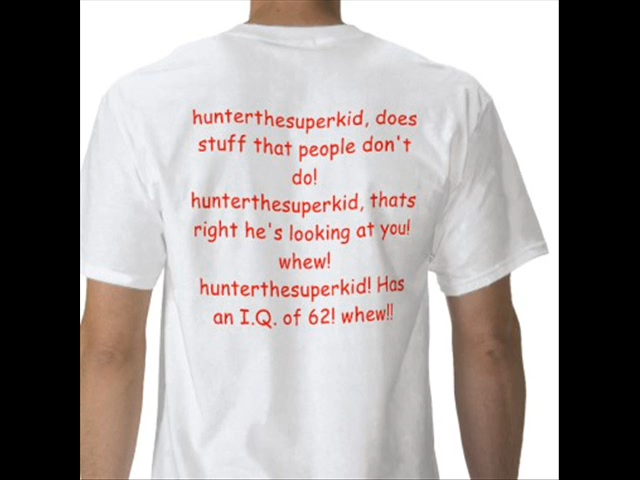 hunterthesuperkid, does
stuff that people don't
do!
hunterthesuperkid, thats
right he's looking at you!
whew!
hunterthesuperkid! Has
an I.Q. of 62! whew!!